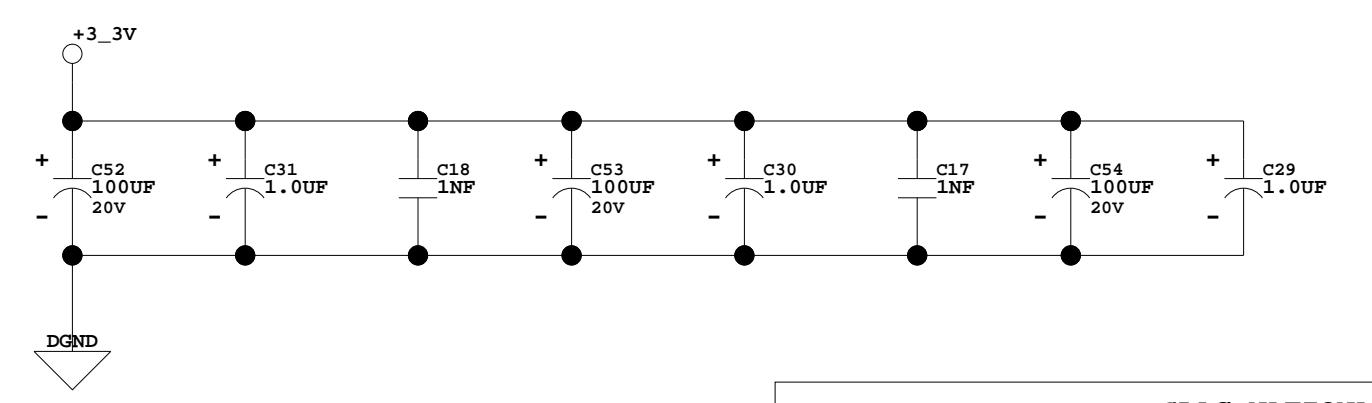 +3_3V
+ C52
100UF
- 20V
+ C31
1.0UF
-
C18
1NF
+ C53
100UF
- 20V
+ C30
1.0UF
-
C17
1NF
+ C54
100UF
- 20V
+ C29
1.0UF
-
DGND